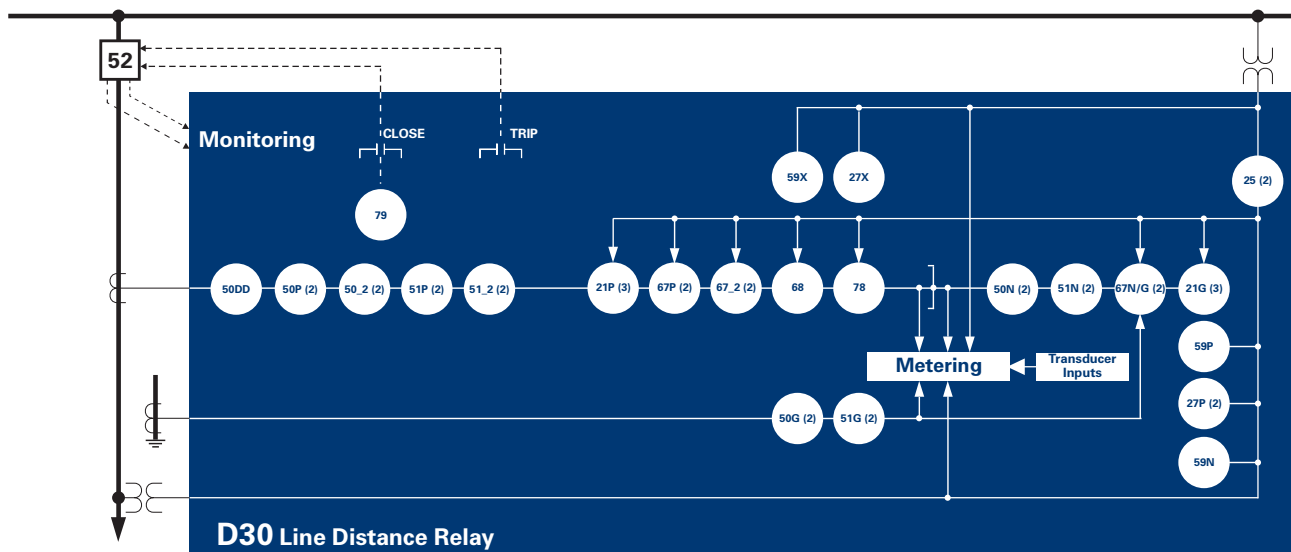 52
Monitoring
CLOSE
TRIP
59X
27X
25 (2)
79
50DD
50P (2)
50_2 (2)
51P (2)
51_2 (2)
21P (3)
67P (2)
67_2 (2)
68
78
50N (2)
51N (2)
67N/G (2)
21G (3)
59P
Metering
Transducer
Inputs
27P (2)
50G (2)
51G (2)
59N
D30 Line Distance Relay